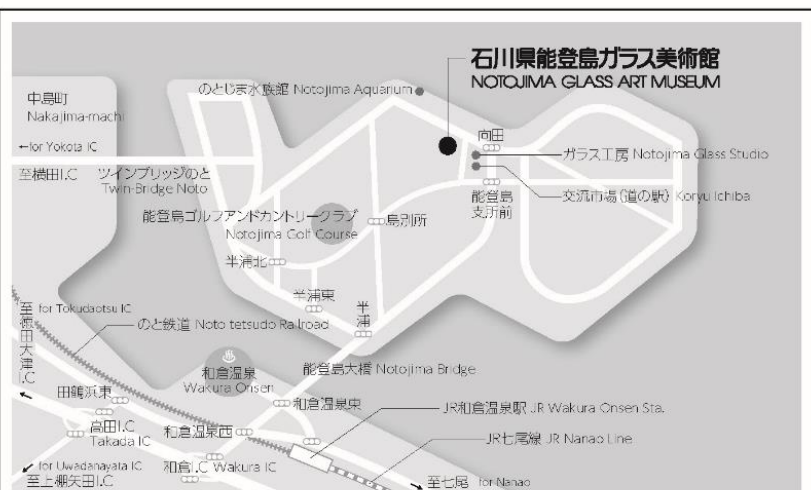 石川県能登島ガラス美術館
NOTOJIMA GLASS ART MUSEUM
のとじま水族館 Notojima Aquarium
中島町
Nakajima-machi
向田
←for Yokota IC
ガラス工房 Notojima Glass Studio
至横田I.C
ツインブリッジのと
Twin-Bridge Noto
能登島
支所前
交流市場(道の駅) Koryu Ichiba
能登島ゴルフアンドカントリークラブ
Notojima Golf Course
島別所
半浦北
半浦東
半浦
至徳田大津I.C
for Tokudaotsu IC
のと鉄道 Noto tetsudo Railroad
和倉温泉
Wakura Onsen
能登島大橋 Notojima Bridge
田鶴浜東
和倉温泉東
JR和倉温泉駅 JR Wakura Onsen Sta.
高田I.C
Takada IC
和倉温泉西
JR七尾線 JR Nanao Line
for Uwadanayata IC
至上棚矢田I.C
和倉I.C Wakura IC
至七尾 for Nanao